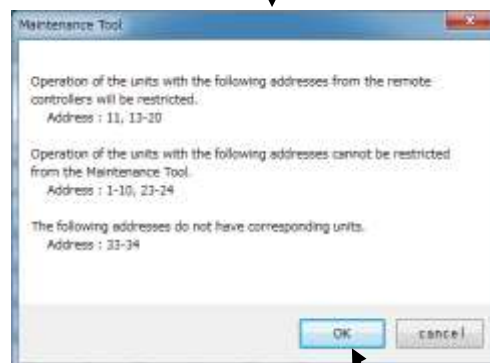 Maintenance Tool
Operation of the units with the following addresses from the remote
controllers will be restricted.
Address : 11, 13-20
Operation of the units with the following addresses cannot be restricted
from the Maintenance Tool.
Address : 1-10, 23-24
The following addresses do not have corresponding units.
Address : 33-34
OK
cancel